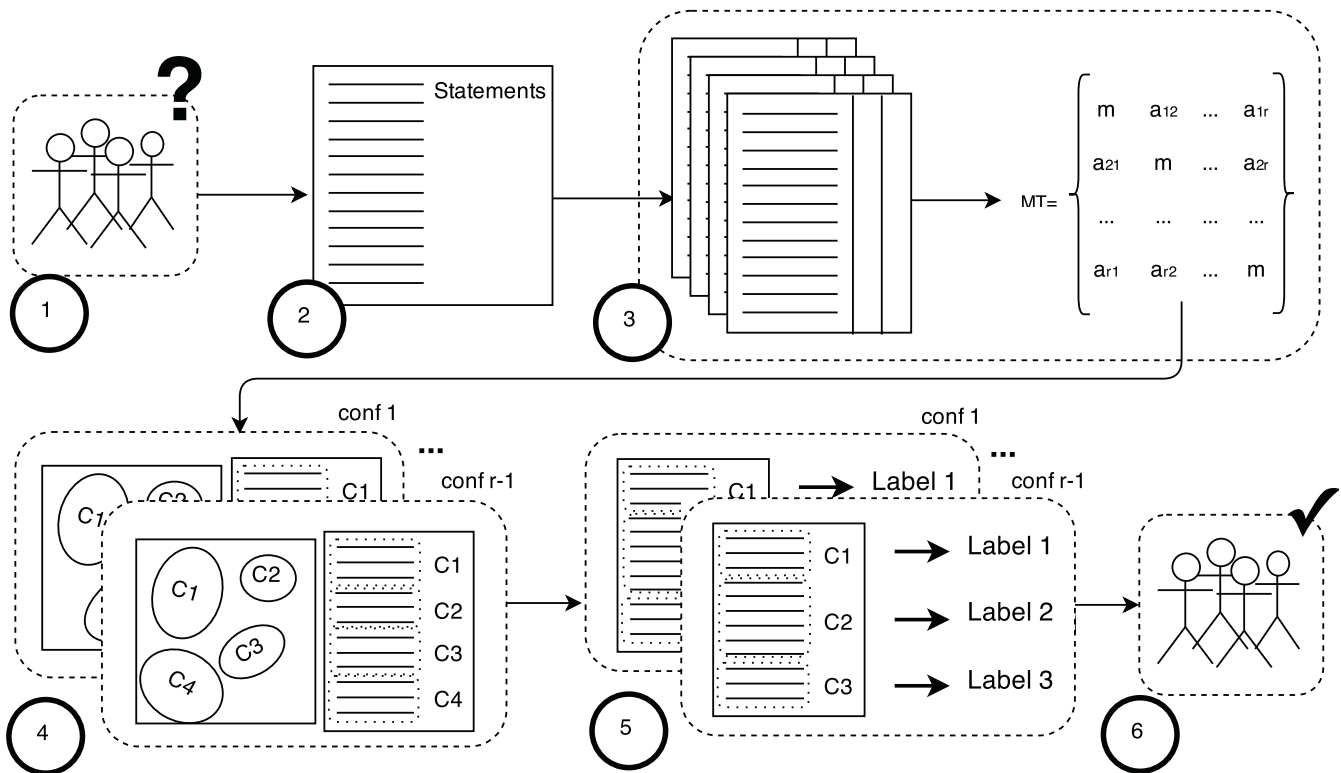 ?
Statements
1
2
3
MT=
m a12 ... a1r
a21 m ... a2r
... ... ... ...
ar1 ar2 ... m
conf 1
...
conf r-1
C1
C2
C1
C1
C2
C3
C4
C1
C2
C3
C4
4
conf 1
...
conf r-1
C1
Label 1
C1
Label 1
C2
Label 2
C3
Label 3
5
6